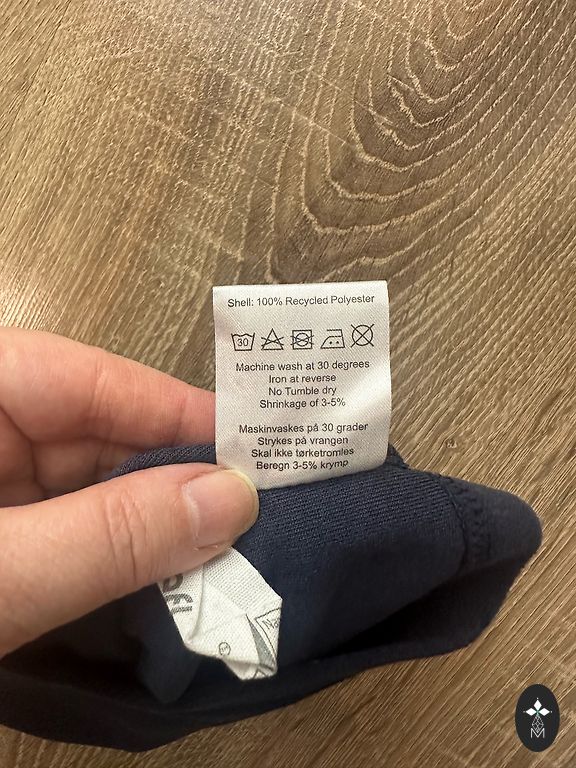 Shell: 100% Recycled Polyester
30
Machine wash at 30 degrees
Iron at reverse
No Tumble dry
Shrinkage of 3-5%
Maskinvaskes på 30 grader
Strykes på vrangen
Skal ikke tørketromles
Beregn 3-5% krymp
Na
M